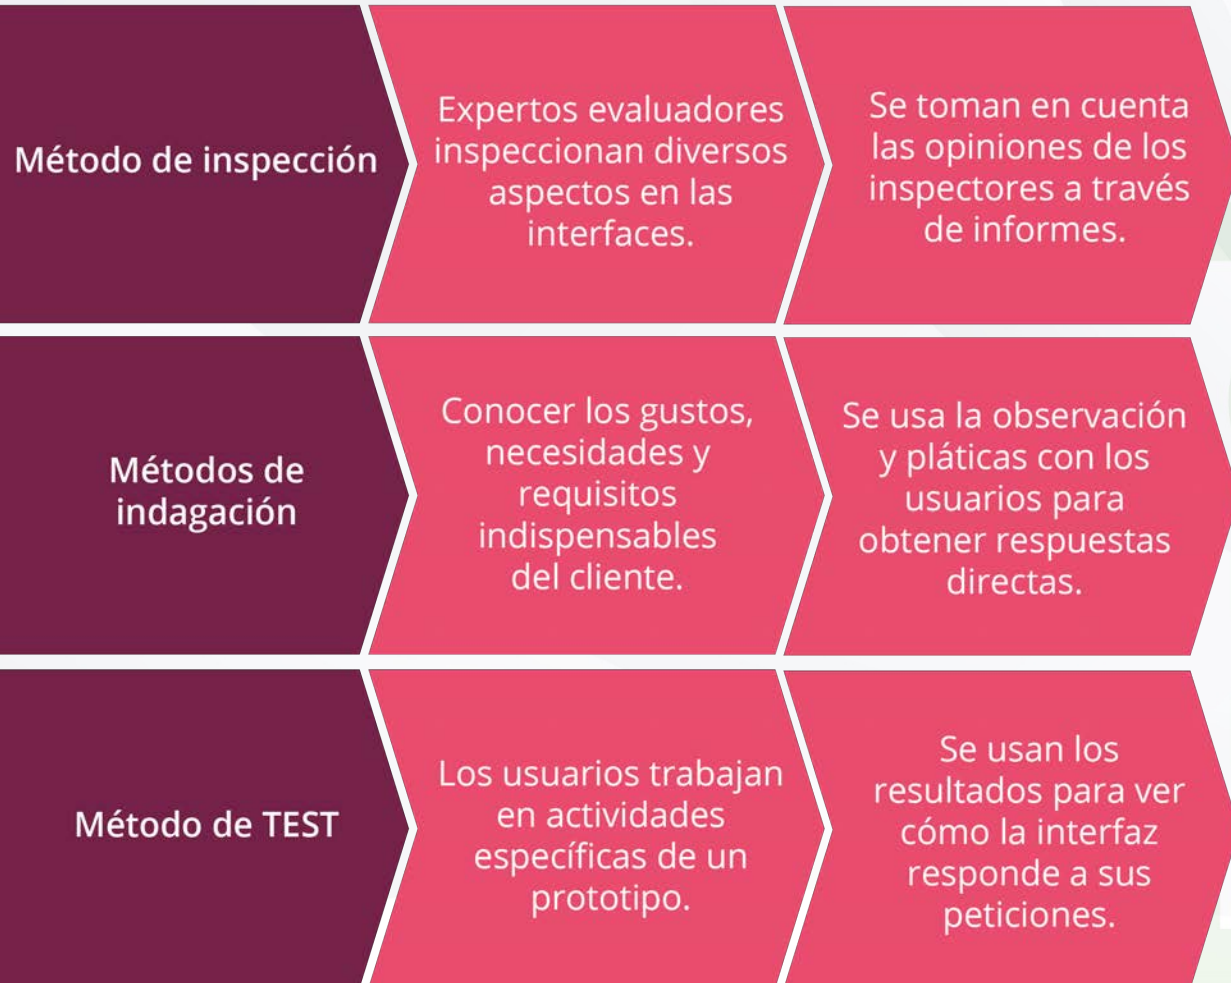 Método de inspección
Expertos evaluadores
inspeccionan diversos
aspectos en las
interfaces.
Se toman en cuenta
las opiniones de los
inspectores a través
de informes.
Métodos de
indagación
Conocer los gustos,
necesidades y
requisitos
indispensables
del cliente.
Se usa la observación
y pláticas con los
usuarios para
obtener respuestas
directas.
Método de TEST
Los usuarios trabajan
en actividades
específicas de un
prototipo.
Se usan los
resultados para ver
cómo la interfaz
responde a sus
peticiones.